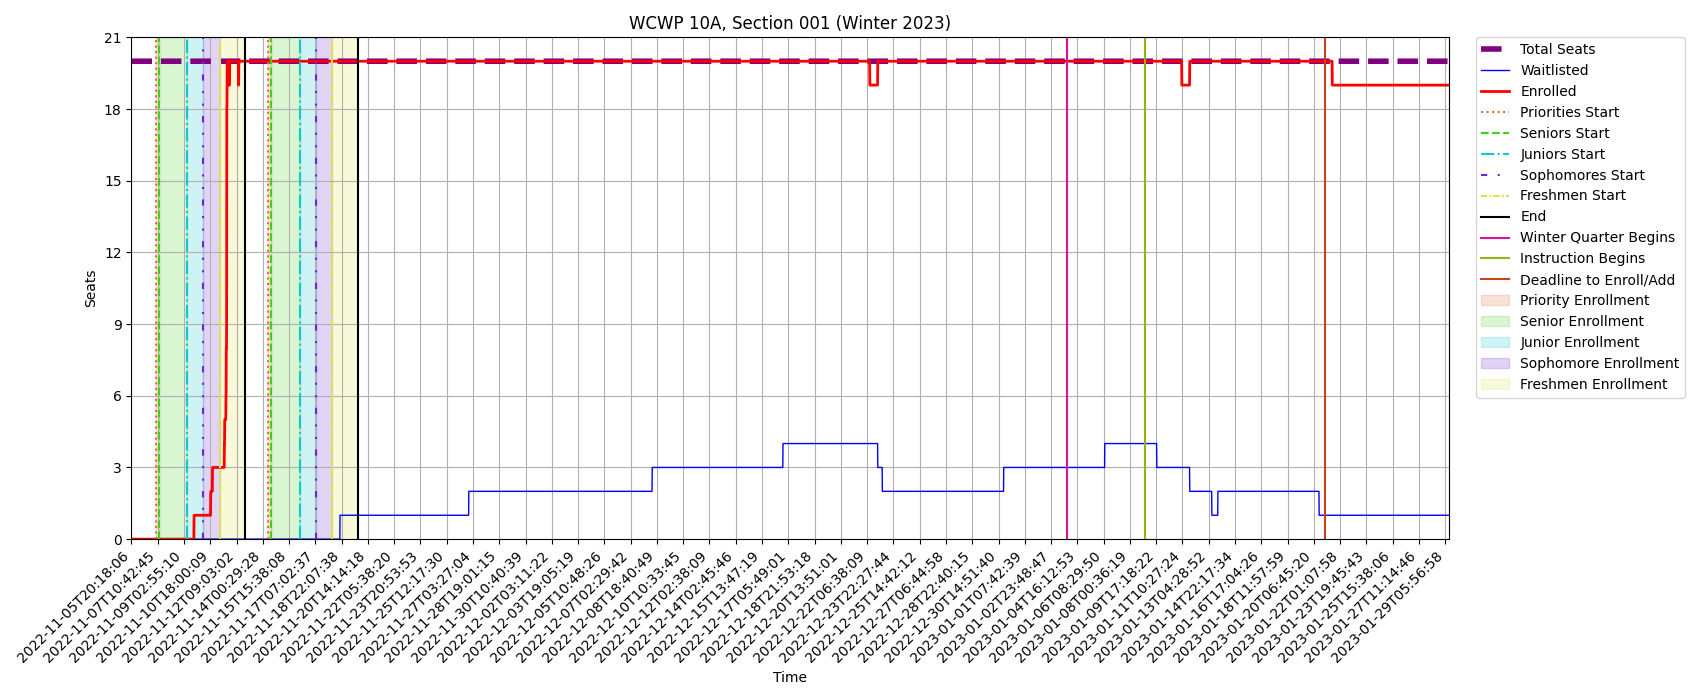 WCWP 10A, Section 001 (Winter 2023)
Seats
21
18
15
12
9
6
3
0
2022-11-05T20:18:06
2022-11-07T10:42:45
2022-11-09T02:55:10
2022-11-10T18:00:09
2022-11-12T09:03:02
2022-11-14T00:29:28
2022-11-15T15:38:08
2022-11-17T07:02:37
2022-11-18T22:07:38
2022-11-20T14:14:18
2022-11-22T05:38:20
2022-11-23T20:53:53
2022-11-25T12:17:30
2022-11-27T03:27:04
2022-11-28T19:01:15
2022-11-30T10:40:39
2022-12-02T03:11:22
2022-12-03T19:05:19
2022-12-05T10:48:26
2022-12-07T02:29:42
2022-12-08T18:40:49
2022-12-10T10:33:45
2022-12-12T02:38:09
2022-12-14T02:45:46
2022-12-15T13:47:19
2022-12-17T05:49:01
2022-12-18T21:53:18
2022-12-20T13:51:01
2022-12-22T06:38:09
2022-12-23T22:27:44
2022-12-25T14:42:12
2022-12-27T06:44:58
2022-12-28T22:40:15
2022-12-30T14:51:40
2023-01-01T07:42:39
2023-01-02T23:48:47
2023-01-04T16:12:53
2023-01-06T08:29:50
2023-01-08T00:36:19
2023-01-09T17:18:22
2023-01-11T10:27:24
2023-01-13T04:28:52
2023-01-14T22:17:34
2023-01-16T17:04:26
2023-01-18T11:57:59
2023-01-20T06:45:20
2023-01-22T01:07:58
2023-01-23T19:45:43
2023-01-25T15:38:06
2023-01-27T11:14:46
2023-01-29T05:56:58
Time
Total Seats
Waitlisted
Enrolled
Priorities Start
Seniors Start
Juniors Start
Sophomores Start
Freshmen Start
End
Winter Quarter Begins
Instruction Begins
Deadline to Enroll/Add
Priority Enrollment
Senior Enrollment
Junior Enrollment
Sophomore Enrollment
Freshmen Enrollment